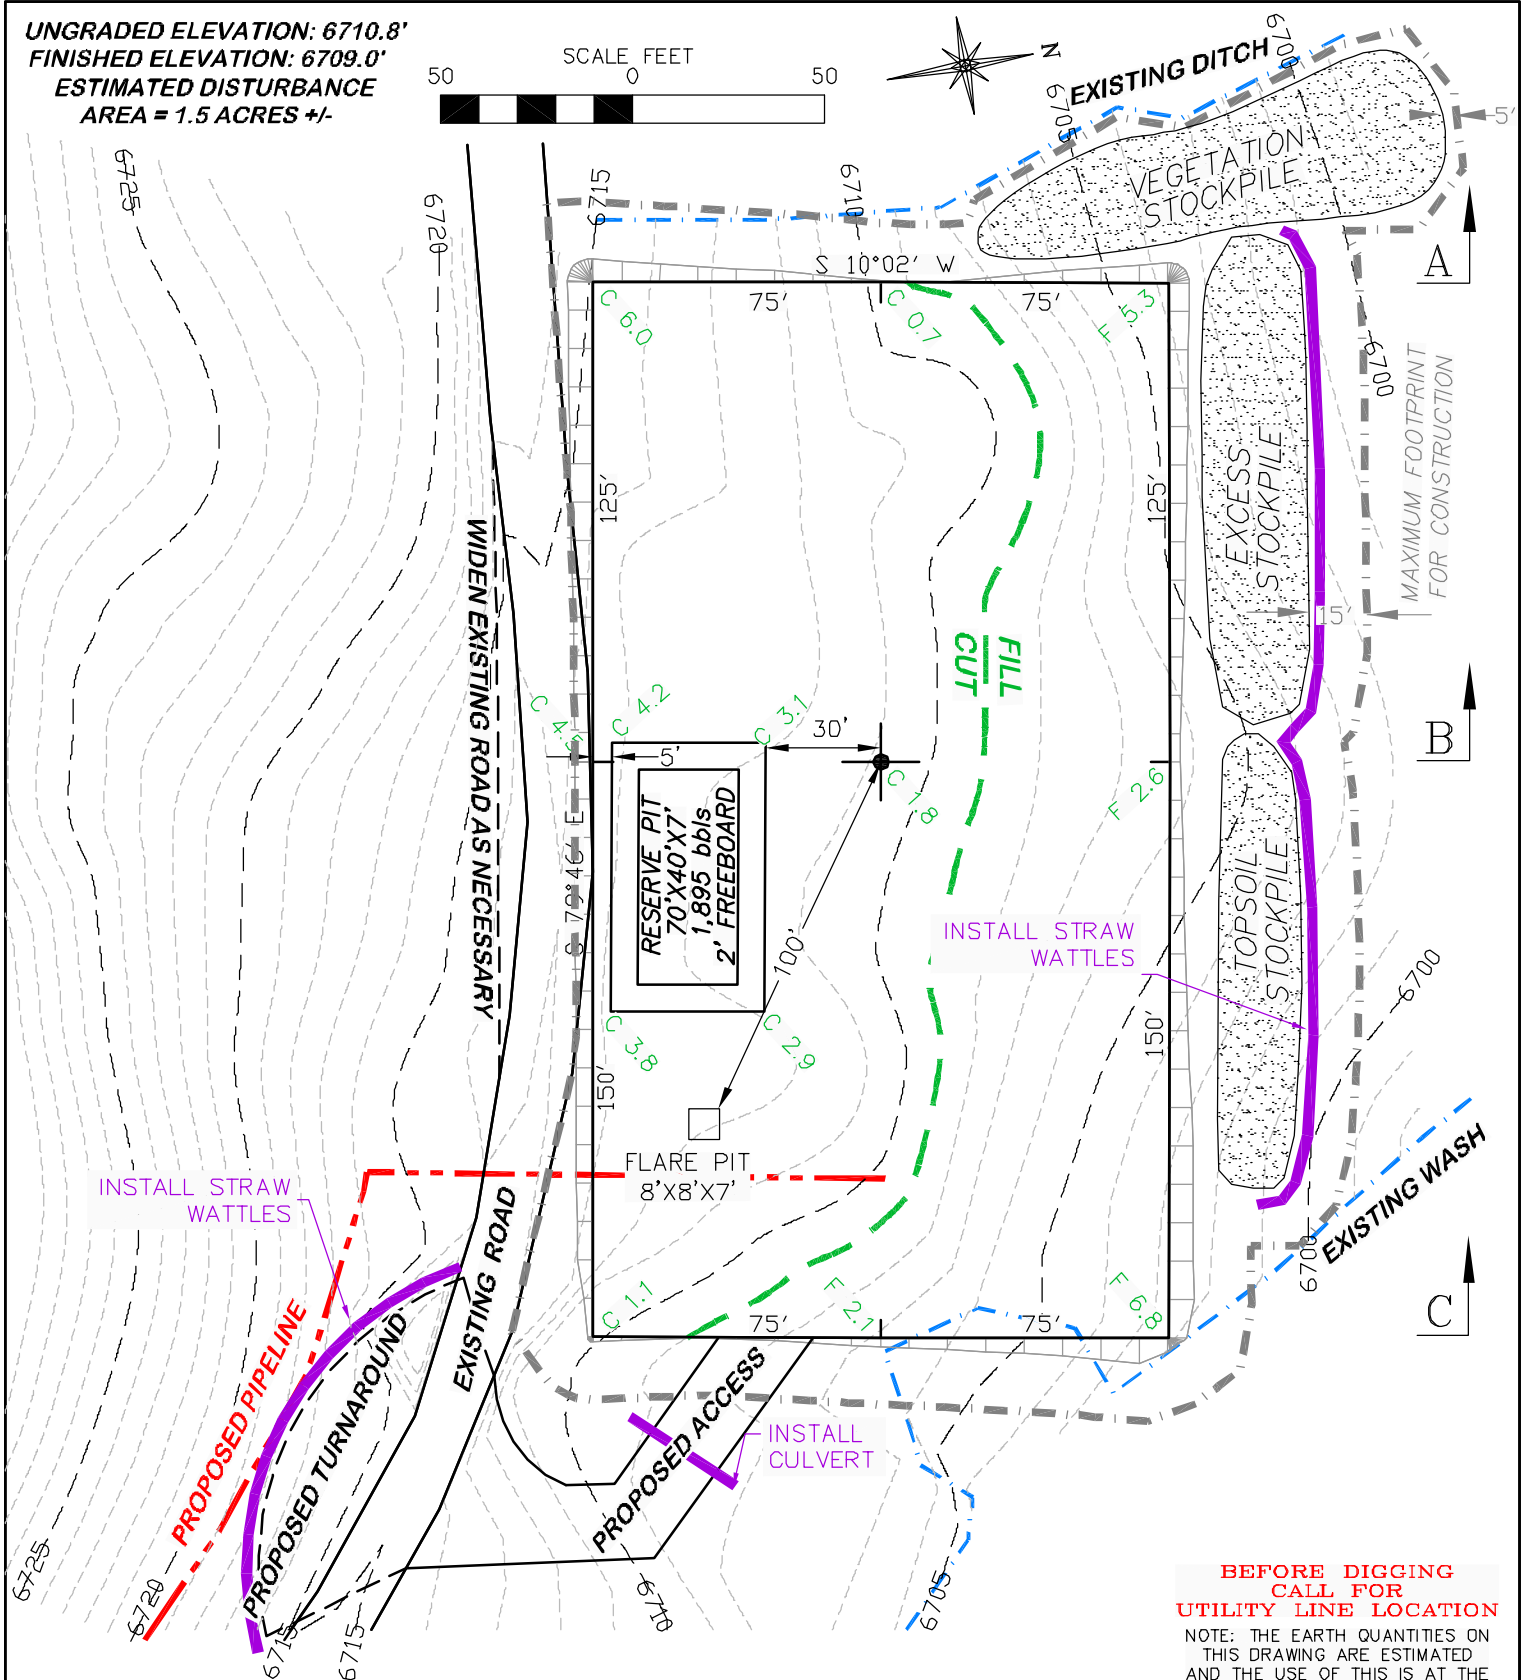 UNGRADED ELEVATION: 6710.8'
FINISHED ELEVATION: 6709.0'
ESTIMATED DISTURBANCE
AREA = 1.5 ACRES +/-
SCALE FEET
50 0 50
N
EXISTING DITCH
6700
6705
5'
VEGETATION
STOCKPILE
6725
6720
6715
6710
S 10°02' W
A
C 6.0
75'
C 0.7
75'
F 5.3
6700
MAXIMUM FOOTPRINT
FOR CONSTRUCTION
125'
125'
EXCESS
STOCKPILE
15'
WIDEN EXISTING ROAD AS NECESSARY
FILL
CUT
C 4.5
C 4.2
C 3.1
30'
B
5'
C 1.8
F 2.6
RESERVE PIT
70'X40'X7'
1,895 bbls
2' FREEBOARD
S 79°46' E
100'
INSTALL STRAW
WATTLES
TOPSOIL
STOCKPILE
6700
C 3.8
C 2.9
150'
150'
FLARE PIT
8'X8'X7'
INSTALL STRAW
WATTLES
EXISTING WASH
6700
EXISTING ROAD
C 1.1
75'
F 2.1
75'
F 6.8
C
PROPOSED PIPELINE
PROPOSED TURNAROUND
PROPOSED ACCESS
INSTALL
CULVERT
6725
6720
6715
6715
6710
6705
BEFORE DIGGING
CALL FOR
UTILITY LINE LOCATION
NOTE: THE EARTH QUANTITIES ON
THIS DRAWING ARE ESTIMATED
AND THE USE OF THIS IS AT THE